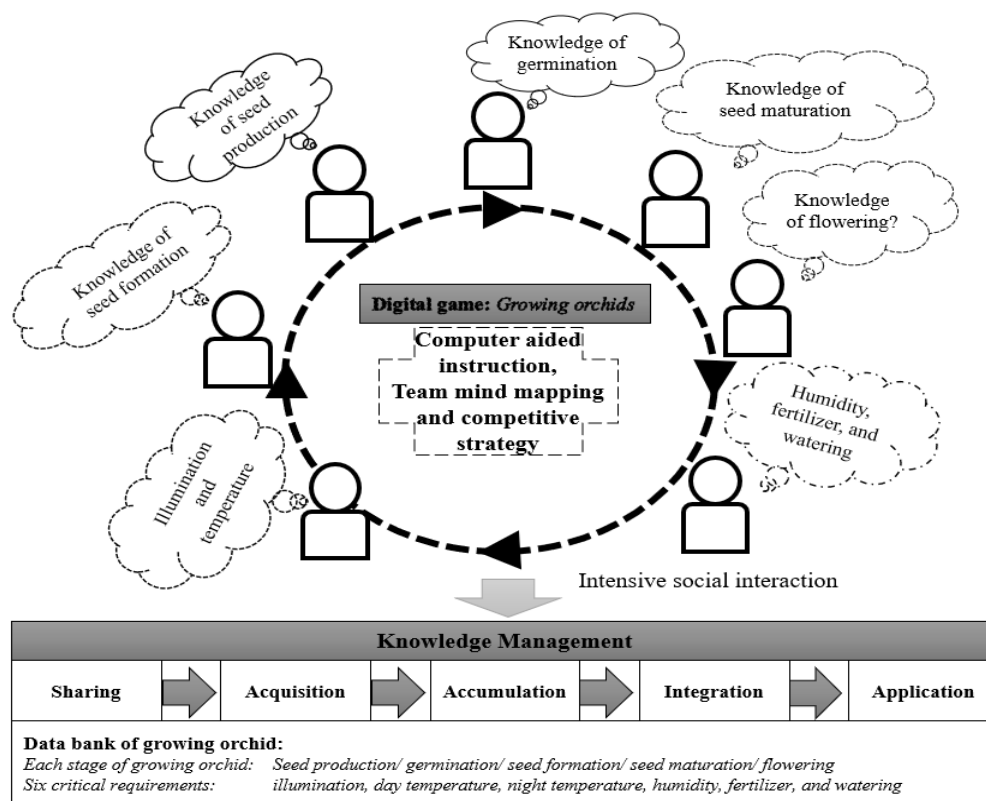 Knowledge of
germination
Knowledge of
seed maturation
Knowledge
of seed
production
Knowledge
of flowering?
Knowledge of
seed formation
Digital game: Growing orchids
Computer aided
instruction,
Team mind mapping
and competitive
strategy
Humidity,
fertilizer, and
watering
Illumination
and
temperature
Intensive social interaction
Knowledge Management
Sharing Acquisition Accumulation Integration Application
Data bank of growing orchid:
Each stage of growing orchid: Seed production/ germination/ seed formation/ seed maturation/ flowering
Six critical requirements: illumination, day temperature, night temperature, humidity, fertilizer, and watering